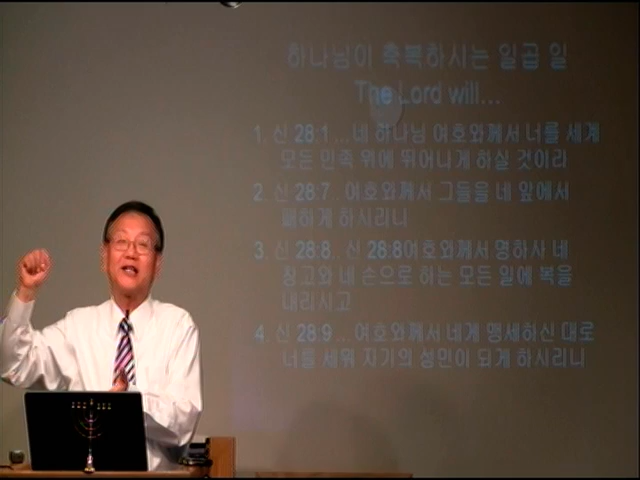 하나님이 축복하시는 일곱 일
The Lord will...
1. 신 28:1 ...네 하나님 여호와께서 너를 세계
모든 민족 위에 뛰어나게 하실 것이라
2. 신 28:7.. 여호와께서 그들을 네 앞에서
패하게 하시리니
3. 신 28:8.. 신 28:8여호와께서 명하사 네
창고와 네 손으로 하는 모든 일에 복을
내리시고
4. 신 28:9 ...여호와께서 네게 맹세하신 대로
너를 세워 자기의 성민이 되게 하시리니